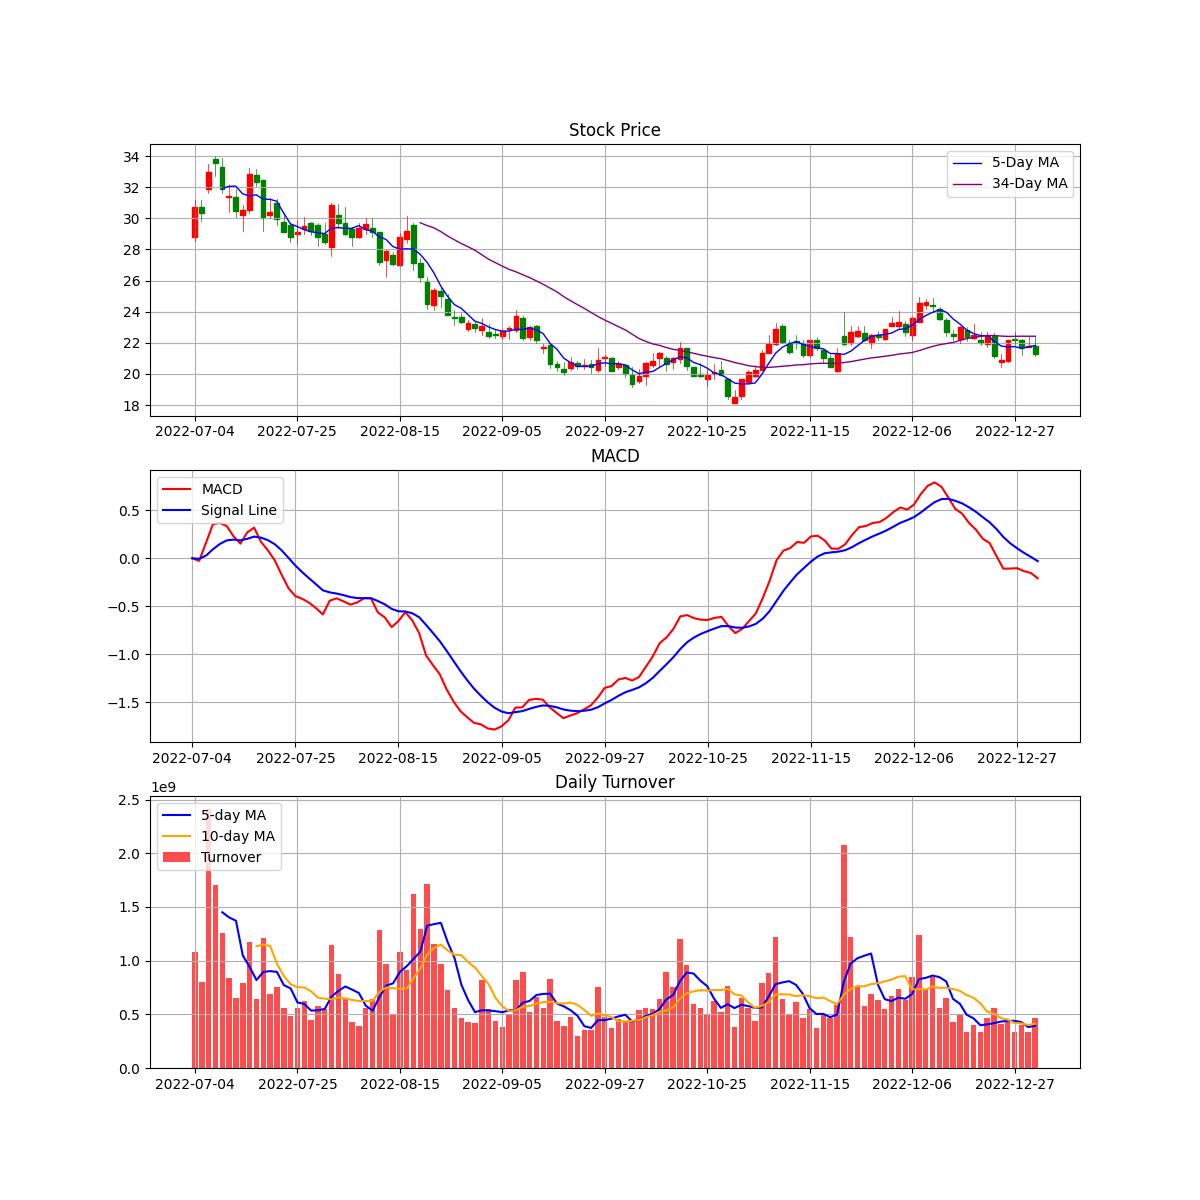 Stock Price
5-Day MA
34-Day MA
34
32
30
28
26
24
22
20
18
2022-07-04 2022-07-25 2022-08-15 2022-09-05 2022-09-27 2022-10-25 2022-11-15 2022-12-06 2022-12-27
MACD
MACD
Signal Line
0.5
0.0
−0.5
−1.0
−1.5
2022-07-04 2022-07-25 2022-08-15 2022-09-05 2022-09-27 2022-10-25 2022-11-15 2022-12-06 2022-12-27
Daily Turnover
1e9
5-day MA
10-day MA
Turnover
2.5
2.0
1.5
1.0
0.5
0.0
2022-07-04 2022-07-25 2022-08-15 2022-09-05 2022-09-27 2022-10-25 2022-11-15 2022-12-06 2022-12-27